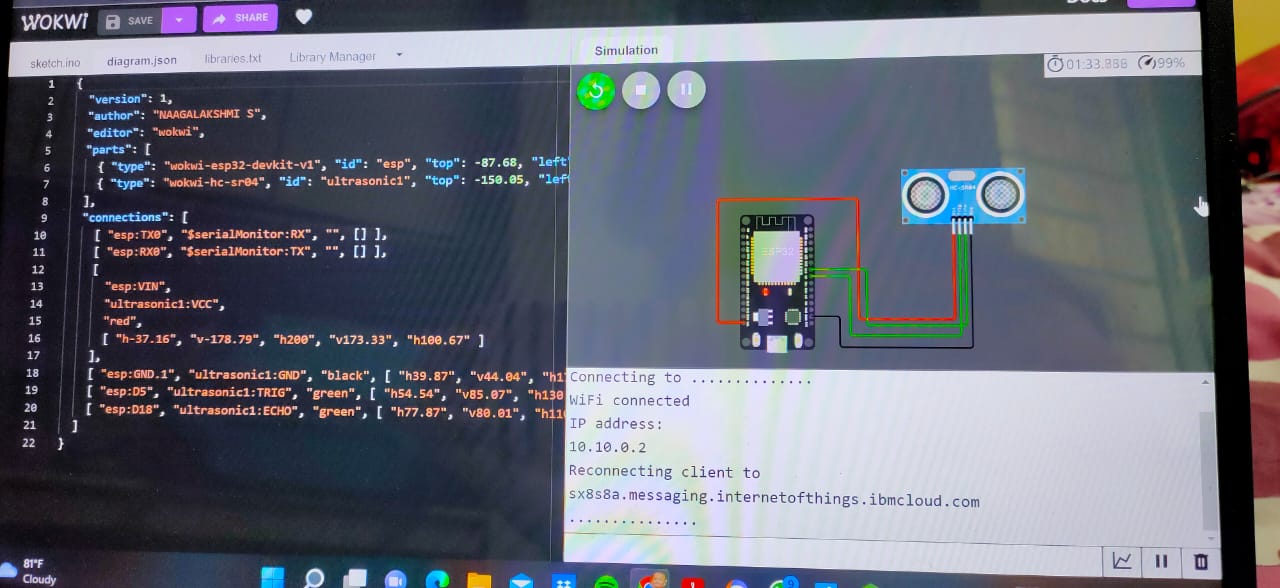 WOKWi
SAVE
SHARE
sketch.ino
diagram.json
libraries.txt
Library Manager
1 {
2 "version": 1,
3 "author": "NAAGALAKSHMI S",
4 "editor": "wokwi",
5 "parts": [
6 { "type": "wokwi-esp32-devkit-v1", "id": "esp", "top": -87.68, "left"
7 { "type": "wokwi-hc-sr04", "id": "ultrasonic1", "top": -150.05, "lef
8 ],
9 "connections": [
10 [ "esp:TX0", "$serialMonitor:RX", "", [] ],
11 [ "esp:RX0", "$serialMonitor:TX", "", [] ],
12 [
13 "esp:VIN",
14 "ultrasonic1:VCC",
15 "red",
16 [ "h-37.16", "v-178.79", "h200", "v173.33", "h100.67" ]
17 ],
18 [ "esp:GND.1", "ultrasonic1:GND", "black", [ "h39.87", "v44.04", "h1
19 [ "esp:D5", "ultrasonic1:TRIG", "green", [ "h54.54", "v85.07", "h130
20 [ "esp:D18", "ultrasonic1:ECHO", "green", [ "h77.87", "v80.01", "h110
21 ]
22 }
Simulation
01:33.888 99%
HC-SR04
ESP32
Connecting to ..............
WiFi connected
IP address:
10.10.0.2
Reconnecting client to
sx8s8a.messaging.internetofthings.ibmcloud.com
...............
81°F
Cloudy
9